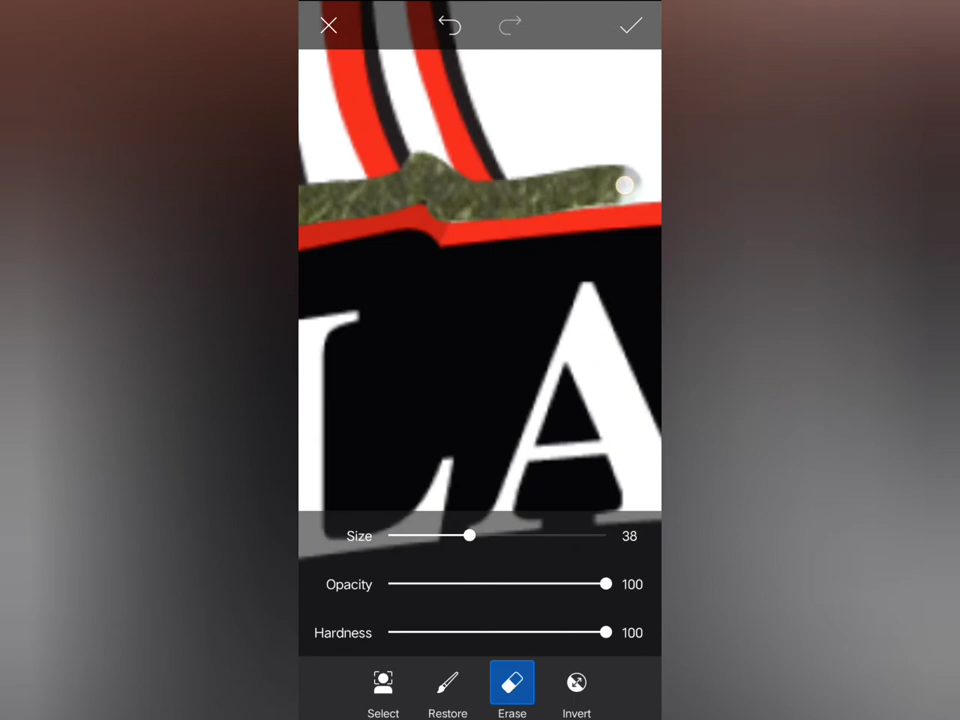 LA
Size 38
Opacity 100
Hardness 100
Select Restore Erase Invert